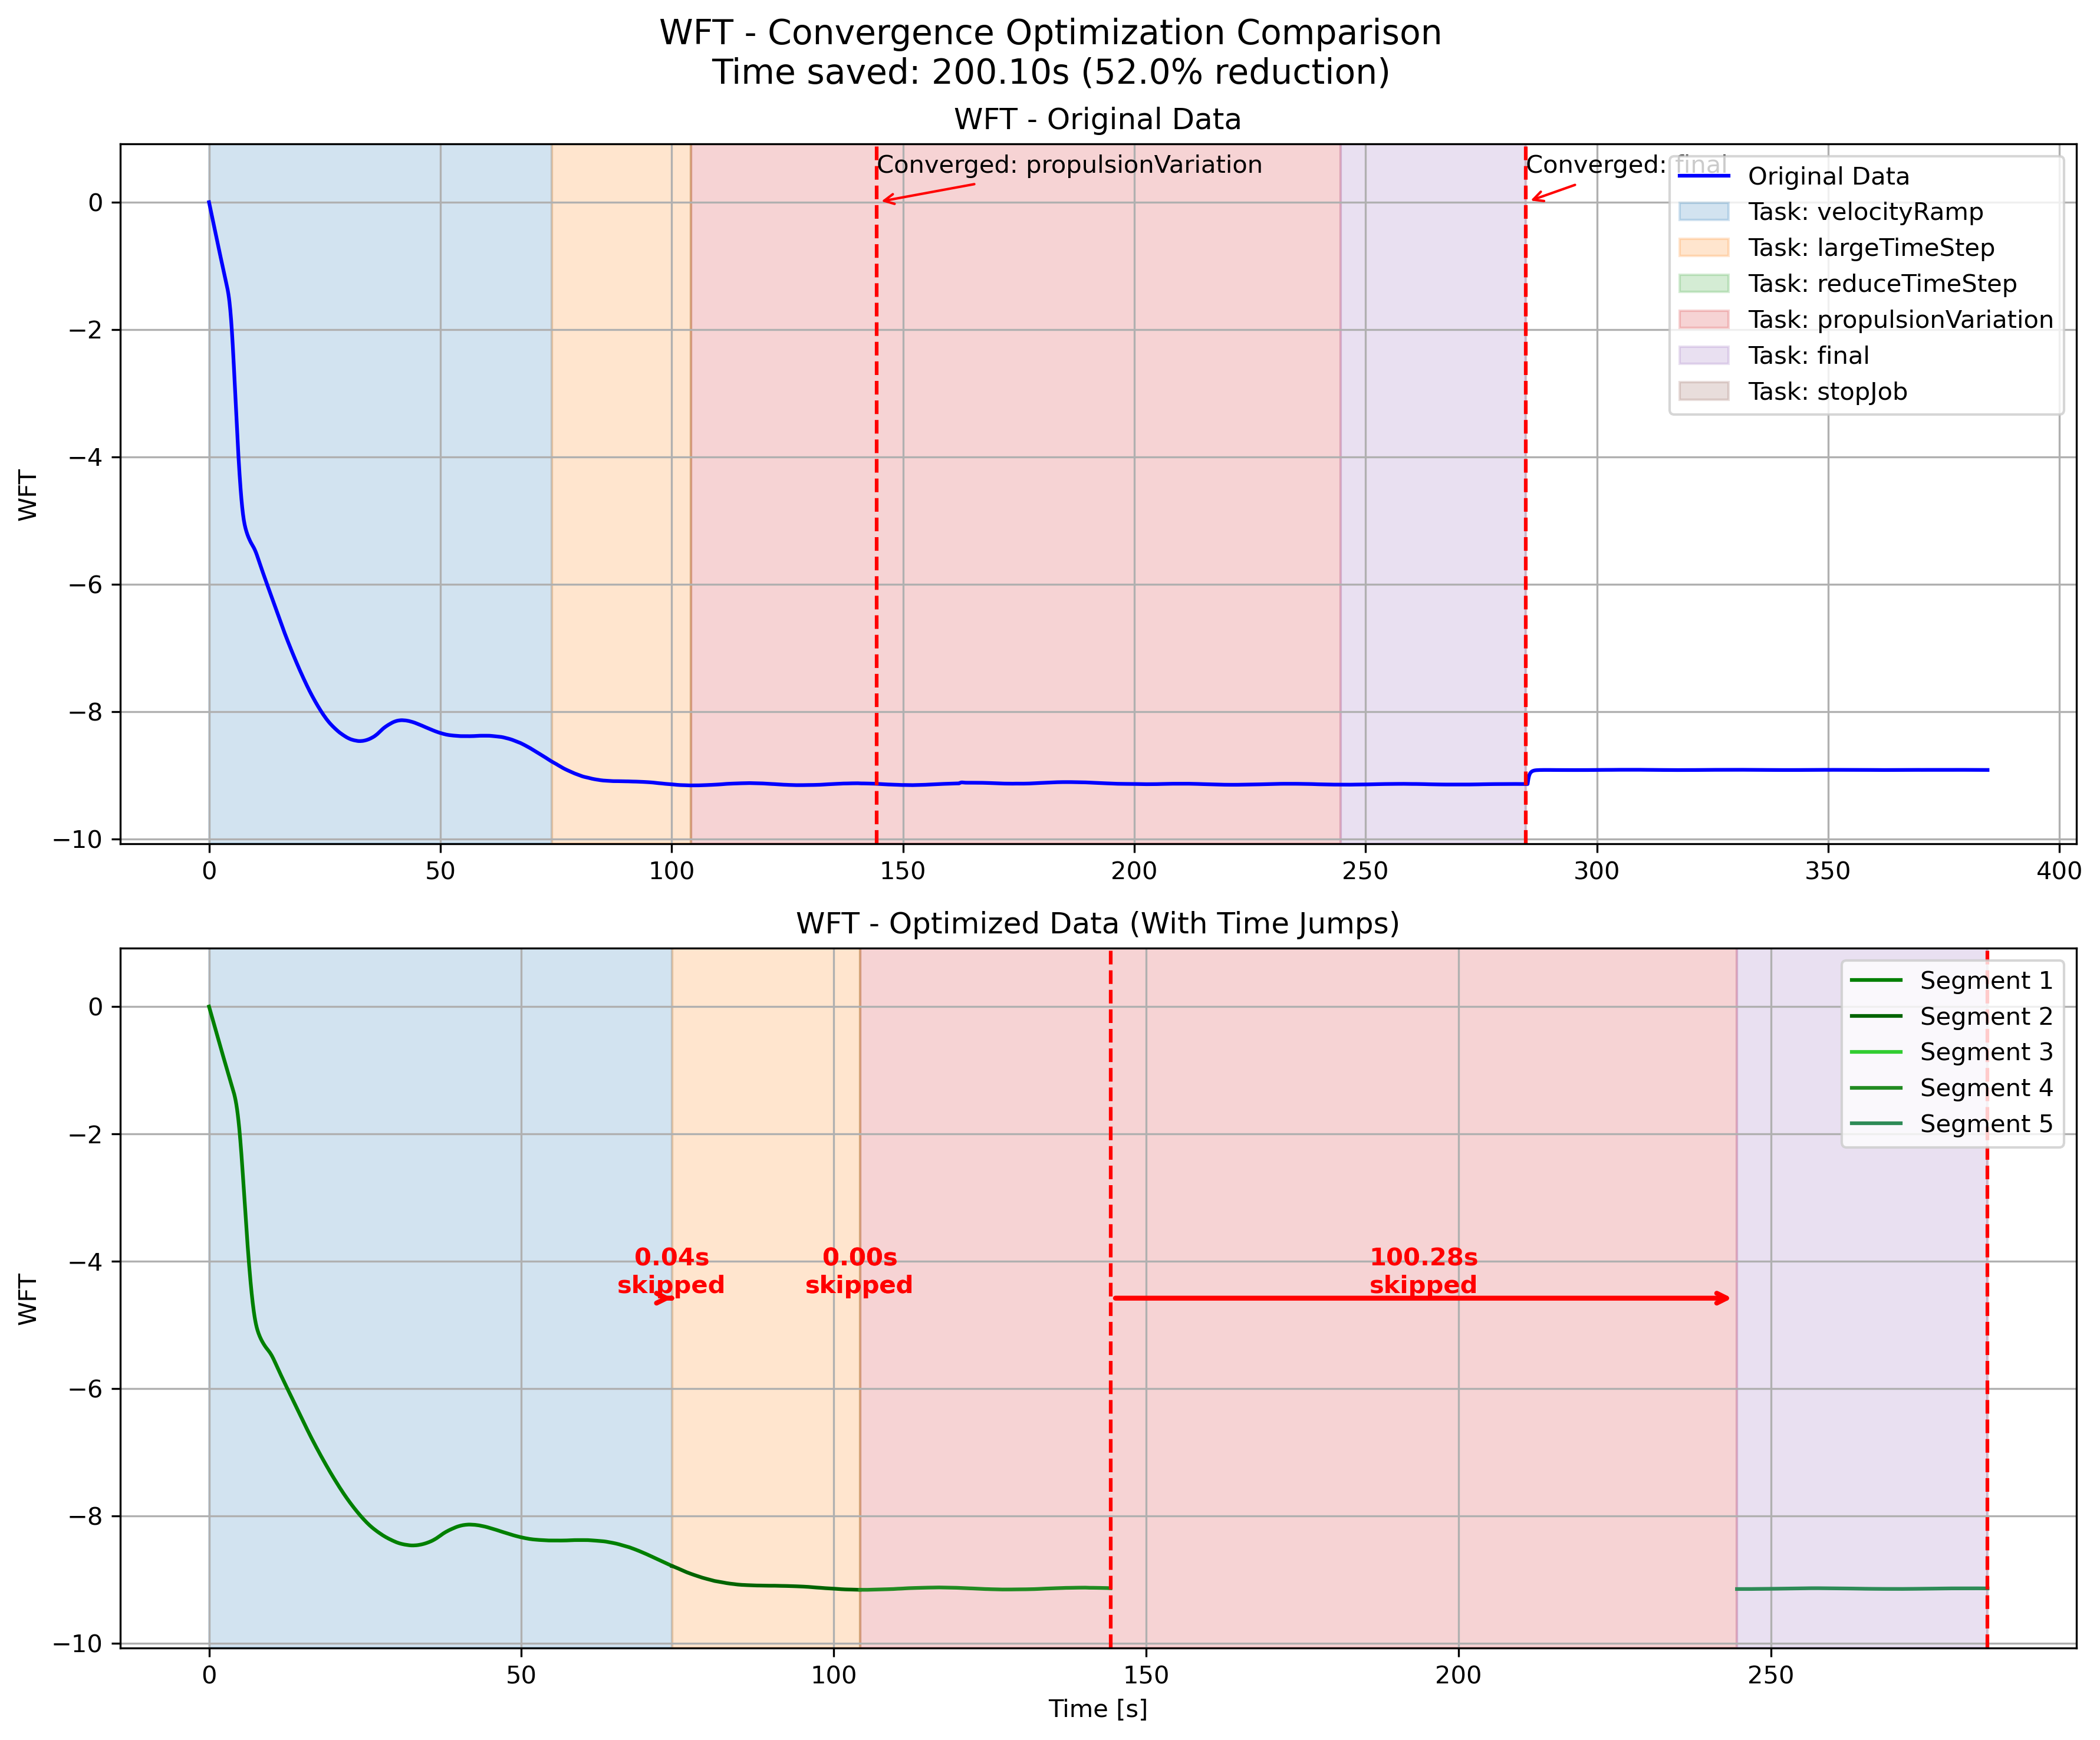 WFT - Convergence Optimization Comparison
Time saved: 200.10s (52.0% reduction)
WFT - Original Data
Converged: propulsionVariation
Converged: final
Original Data
Task: velocityRamp
Task: largeTimeStep
Task: reduceTimeStep
Task: propulsionVariation
Task: final
Task: stopJob
WFT
0
−2
−4
−6
−8
−10
0 50 100 150 200 250 300 350 400
WFT - Optimized Data (With Time Jumps)
Segment 1
Segment 2
Segment 3
Segment 4
Segment 5
0.04s
skipped
0.00s
skipped
100.28s
skipped
WFT
0
−2
−4
−6
−8
−10
0 50 100 150 200 250
Time [s]